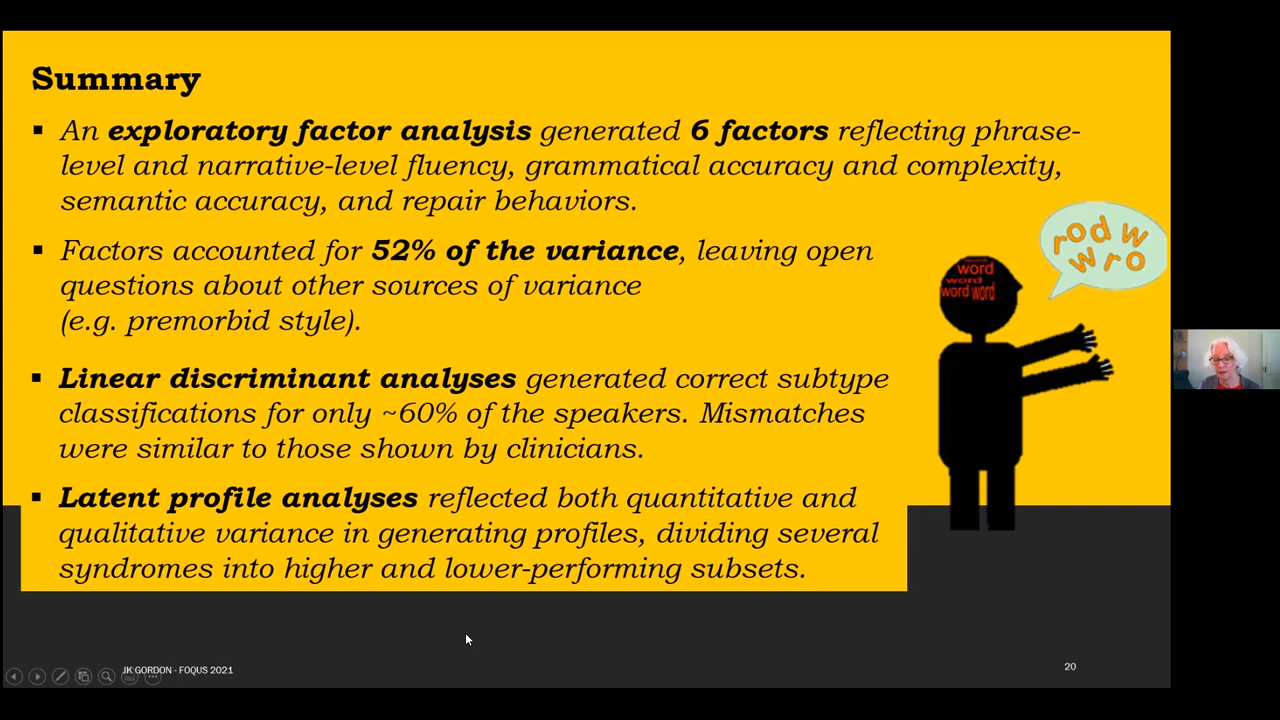 Summary
▪ An exploratory factor analysis generated 6 factors reflecting phrase-
level and narrative-level fluency, grammatical accuracy and complexity,
semantic accuracy, and repair behaviors.
▪ Factors accounted for 52% of the variance, leaving open
questions about other sources of variance
(e.g. premorbid style).
▪ Linear discriminant analyses generated correct subtype
classifications for only ~60% of the speakers. Mismatches
were similar to those shown by clinicians.
▪ Latent profile analyses reflected both quantitative and
qualitative variance in generating profiles, dividing several
syndromes into higher and lower-performing subsets.
rod w
wro
word
word
word word
JK GORDON - FOQUS 2021
20